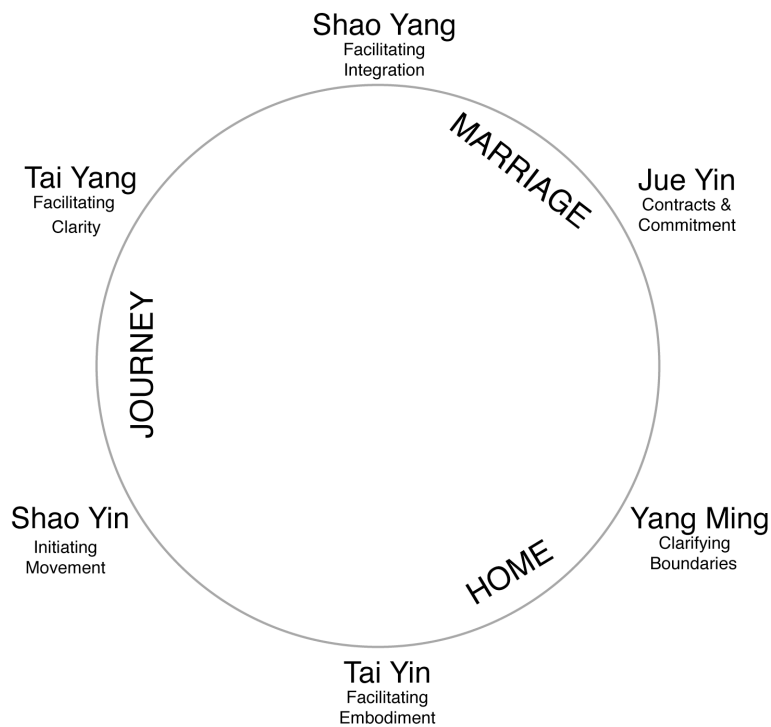 Shao Yang
Facilitating
Integration
MARRIAGE
Tai Yang
Facilitating
Clarity
Jue Yin
Contracts &
Commitment
JOURNEY
Shao Yin
Initiating
Movement
Yang Ming
Clarifying
Boundaries
HOME
Tai Yin
Facilitating
Embodiment